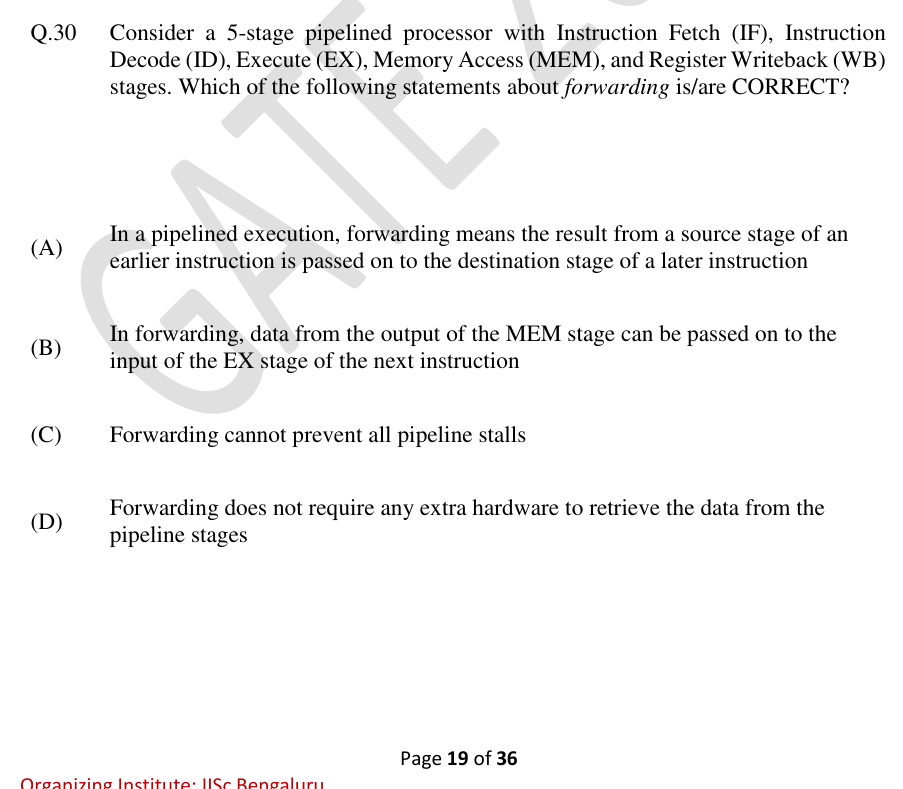 Q.30 Consider a 5-stage pipelined processor with Instruction Fetch (IF), Instruction
Decode (ID), Execute (EX), Memory Access (MEM), and Register Writeback (WB)
stages. Which of the following statements about forwarding is/are CORRECT?
(A) In a pipelined execution, forwarding means the result from a source stage of an
earlier instruction is passed on to the destination stage of a later instruction
(B) In forwarding, data from the output of the MEM stage can be passed on to the
input of the EX stage of the next instruction
(C) Forwarding cannot prevent all pipeline stalls
(D) Forwarding does not require any extra hardware to retrieve the data from the
pipeline stages
GATE
Page 19 of 36
Organizing Institute: IISc Bengaluru